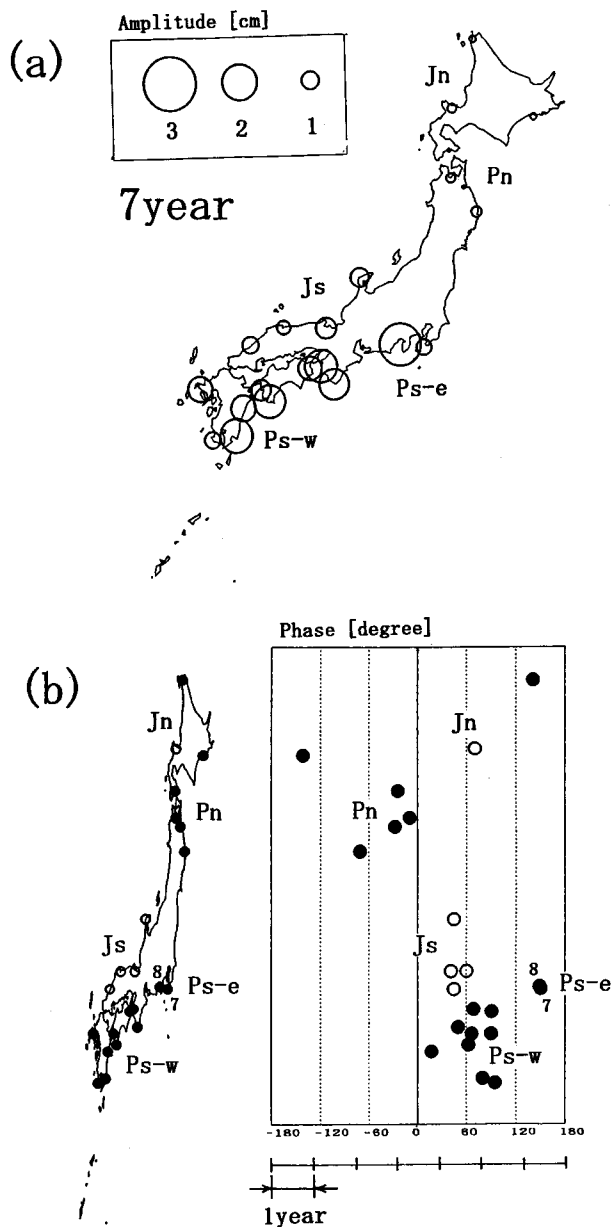 Amplitude [cm]
(a)
3 2 1
7year
Jn
Pn
Js
Ps-e
Ps-w
Phase [degree]
(b)
Jn
Pn
Js
8
Ps-e
7
Ps-w
Jn
Pn
Js
8
Ps-e
7
Ps-w
-180 -120 -60 0 60 120 180
1year